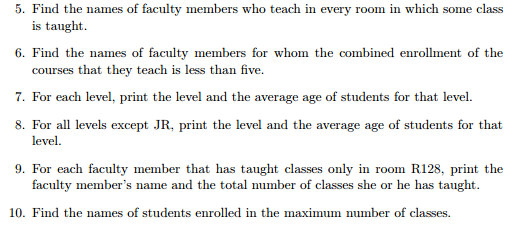 5. Find the names of faculty members who teach in every room in which some class
is taught.
6. Find the names of faculty members for whom the combined enrollment of the
courses that they teach is less than five.
7. For each level, print the level and the average age of students for that level.
8. For all levels except JR, print the level and the average age of students for that
level.
9. For each faculty member that has taught classes only in room R128, print the
faculty member's name and the total number of classes she or he has taught.
10. Find the names of students enrolled in the maximum number of classes.